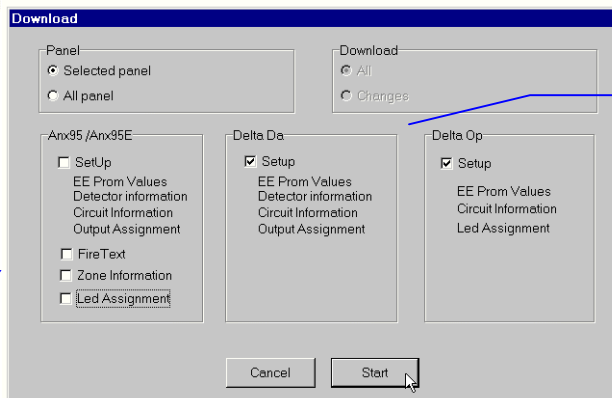 Download
Panel
Selected panel
All panel
Download
All
Changes
Anx95 /Anx95E
SetUp
EE Prom Values
Detector information
Circuit Information
Output Assignment
FireText
Zone Information
Led Assignment
Delta Da
Setup
EE Prom Values
Detector information
Circuit Information
Output Assignment
Delta Op
Setup
EE Prom Values
Circuit Information
Led Assignment
Cancel
Start